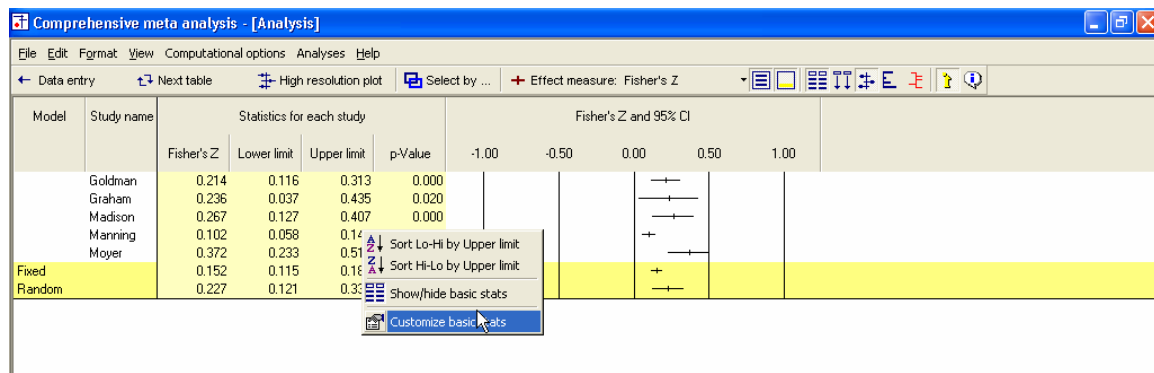 Comprehensive meta analysis - [Analysis]
File Edit Format View Computational options Analyses Help
Data entry Next table High resolution plot Select by ... Effect measure: Fisher's Z
Model Study name Statistics for each study Fisher's Z and 95% CI
Fisher's Z Lower limit Upper limit p-Value -1.00 -0.50 0.00 0.50 1.00
Goldman 0.214 0.116 0.313 0.000
Graham 0.236 0.037 0.435 0.020
Madison 0.267 0.127 0.407 0.000
Manning 0.102 0.058
Moyer 0.372 0.233
Fixed 0.152 0.115
Random 0.227 0.121
Sort Lo-Hi by Upper limit
Sort Hi-Lo by Upper limit
Show/hide basic stats
Customize basic